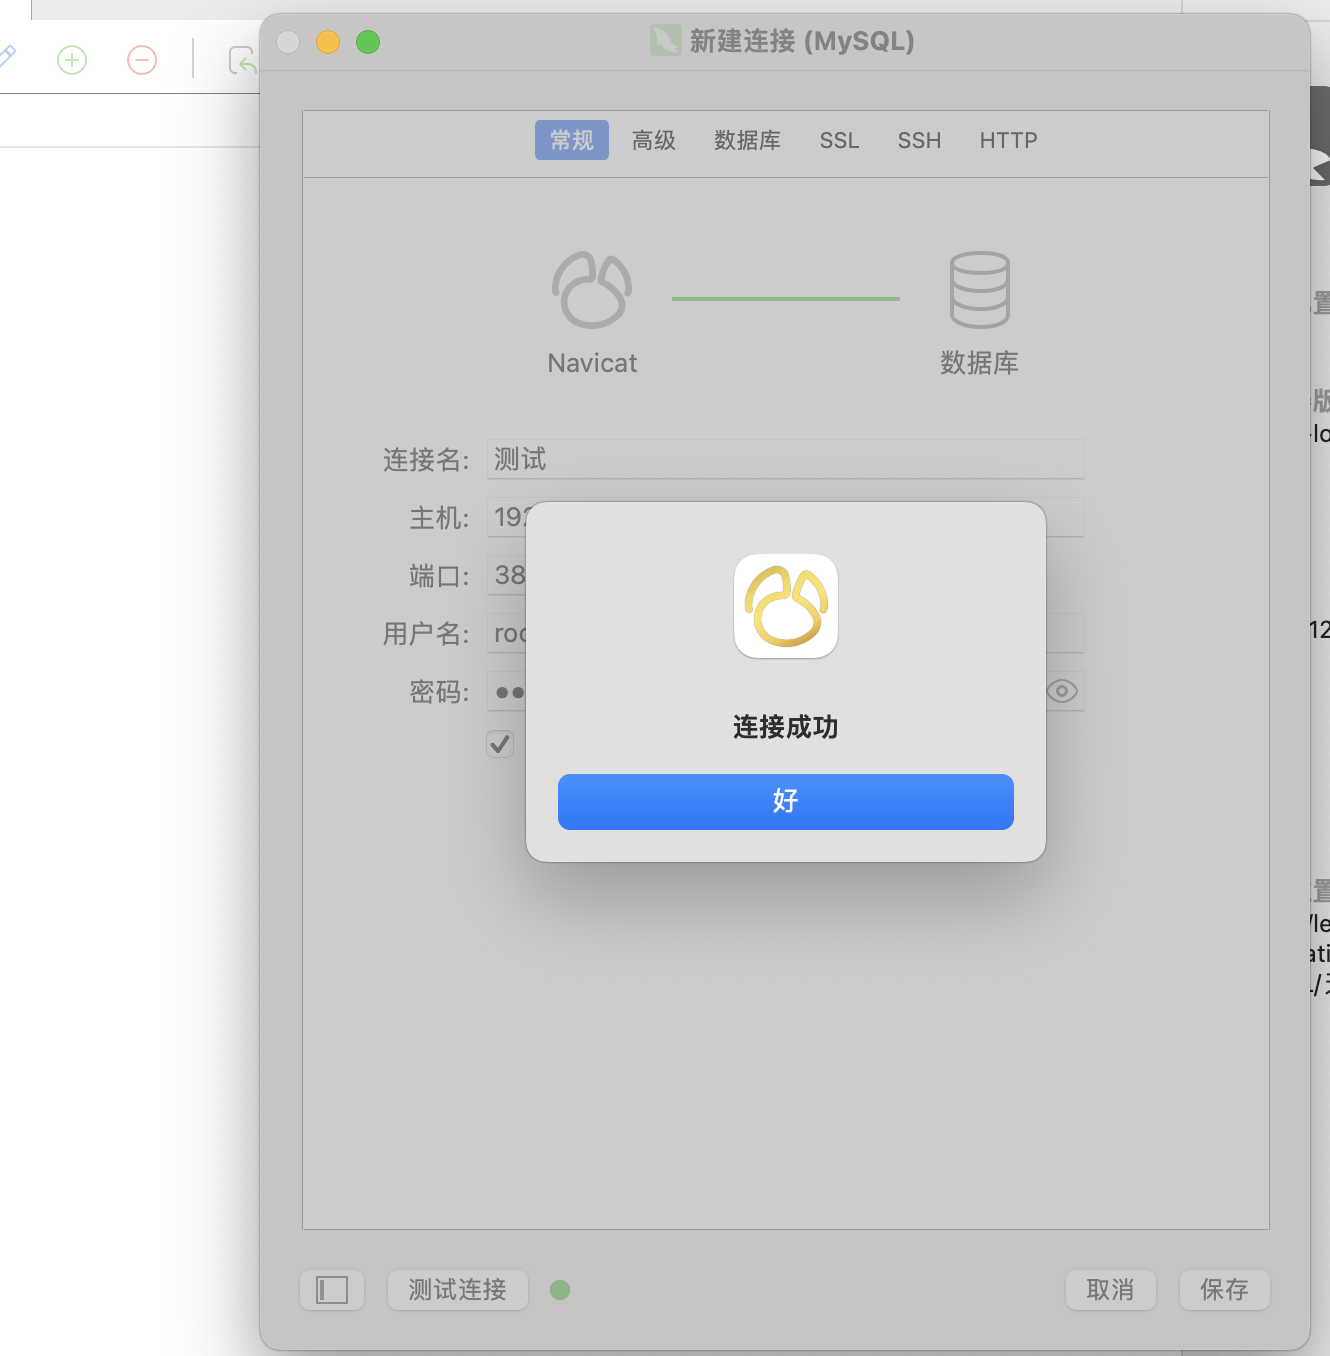 新建连接 (MySQL)
常规 高级 数据库 SSL SSH HTTP
Navicat 数据库
连接名: 测试
主机: 192
端口: 38
用户名: roo
密码: ●●
连接成功
好
测试连接 取消 保存
置
版
-lo
12
置
/le
ati